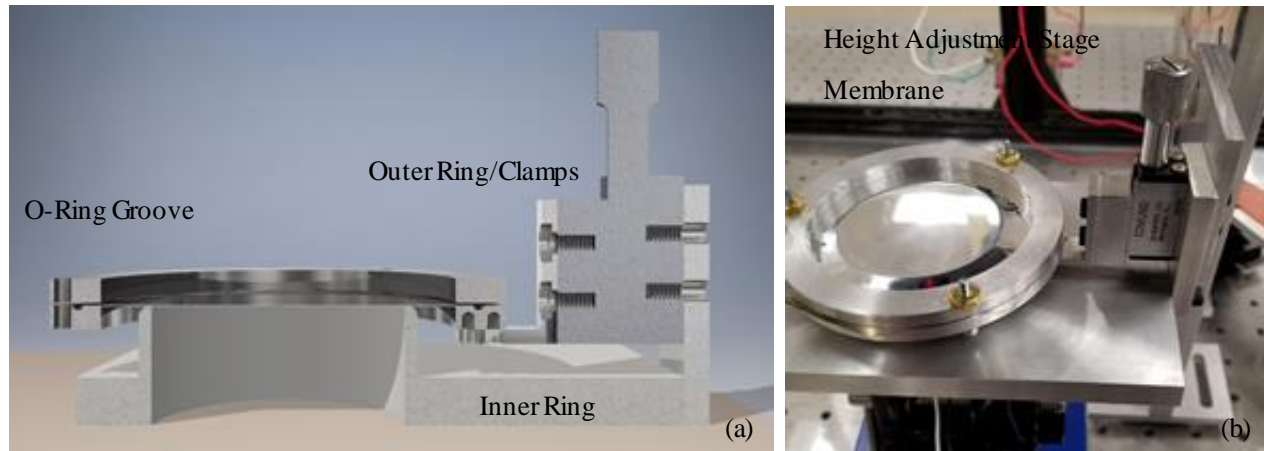 O-Ring Groove
Outer Ring/Clamps
Inner Ring
(a)
Height Adjustment Stage
Membrane
(b)